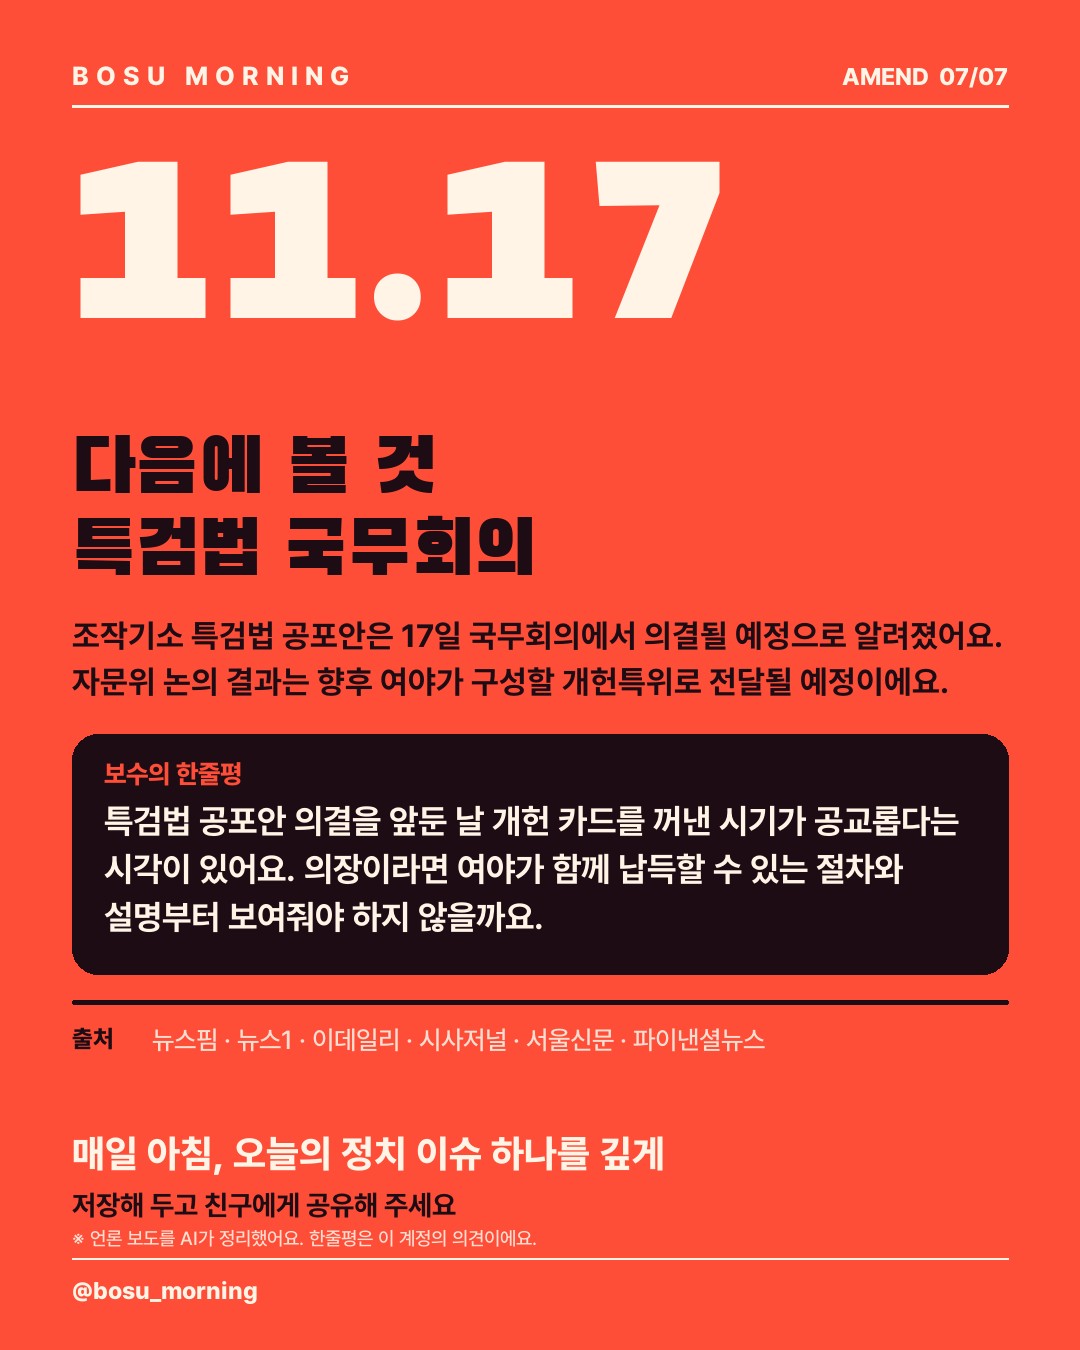 BOSU MORNING
AMEND 07/07
11.17
다음에 볼 것
특검법 국무회의
조작기소 특검법 공포안은 17일 국무회의에서 의결될 예정으로 알려졌어요.
자문위 논의 결과는 향후 여야가 구성할 개헌특위로 전달될 예정이에요.
보수의 한줄평
특검법 공포안 의결을 앞둔 날 개헌 카드를 꺼낸 시기가 공교롭다는
시각이 있어요. 의장이라면 여야가 함께 납득할 수 있는 절차와
설명부터 보여줘야 하지 않을까요.
출처 뉴스핌 · 뉴스1 · 이데일리 · 시사저널 · 서울신문 · 파이낸셜뉴스
매일 아침, 오늘의 정치 이슈 하나를 깊게
저장해 두고 친구에게 공유해 주세요
※ 언론 보도를 AI가 정리했어요. 한줄평은 이 계정의 의견이에요.
@bosu_morning